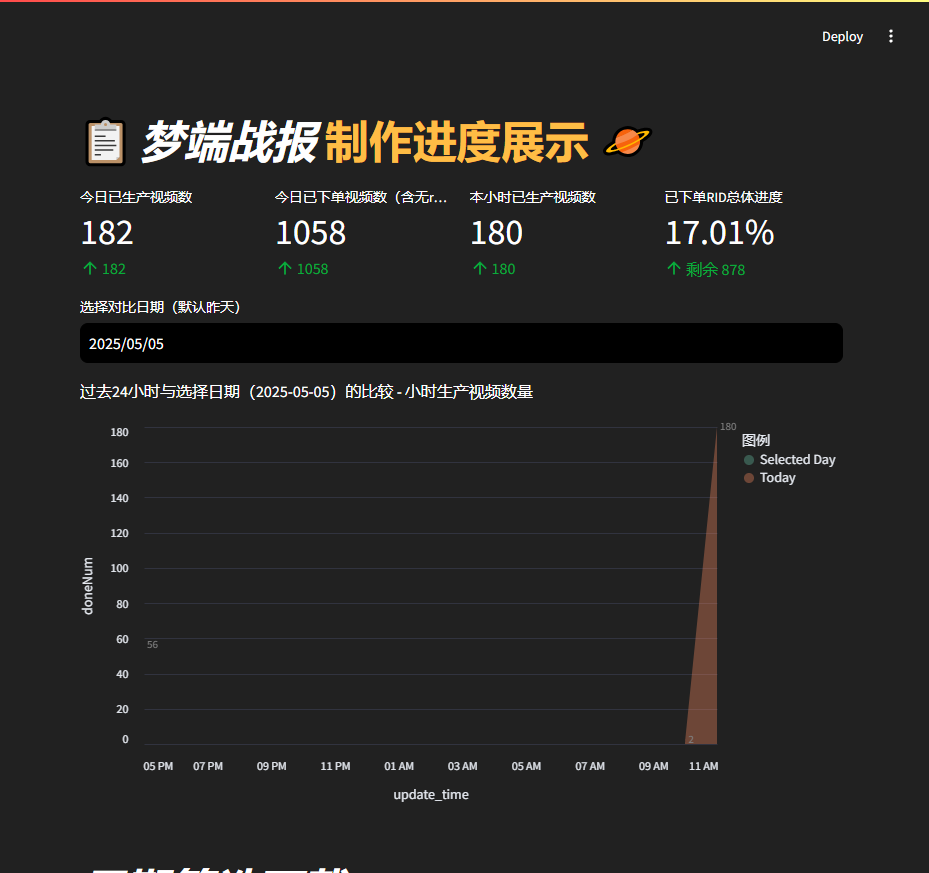 Deploy
梦端战报 制作进度展示
今日已生产视频数
182
182
今日已下单视频数（含无r...
1058
1058
本小时已生产视频数
180
180
已下单RID总体进度
17.01%
剩余 878
选择对比日期（默认昨天）
2025/05/05
过去24小时与选择日期（2025-05-05）的比较 - 小时生产视频数量
180
160
140
120
100
80
60
40
20
0
doneNum
56
2
180
图例
Selected Day
Today
05 PM 07 PM 09 PM 11 PM 01 AM 03 AM 05 AM 07 AM 09 AM 11 AM
update_time